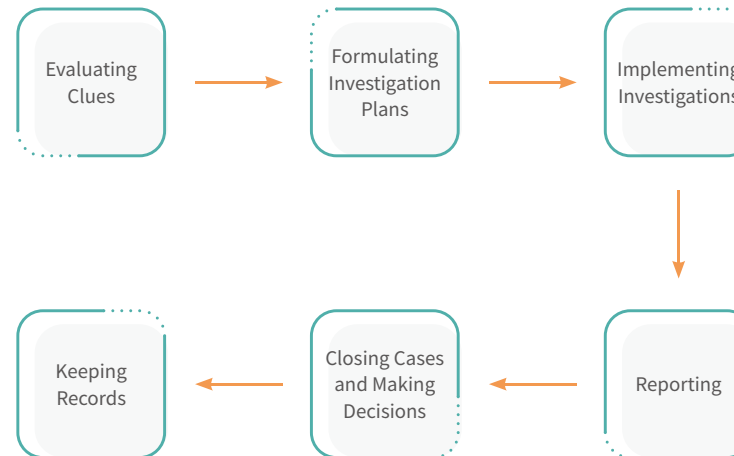 Evaluating
Clues
Formulating
Investigation
Plans
Implementing
Investigations
Keeping
Records
Closing Cases
and Making
Decisions
Reporting